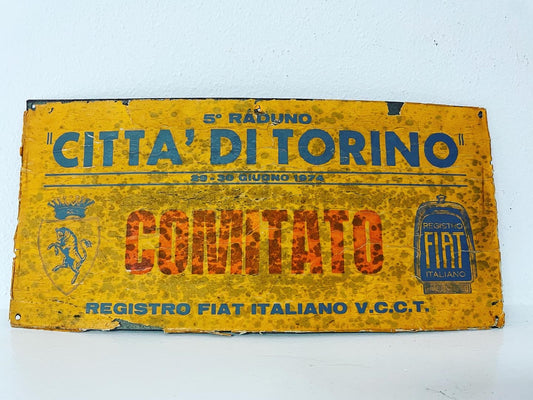 5° RADUNO
"CITTA' DI TORINO"
29-30 GIUGNO 1974
COMITATO
REGISTRO
FIAT
ITALIANO
REGISTRO FIAT ITALIANO V.C.C.T.